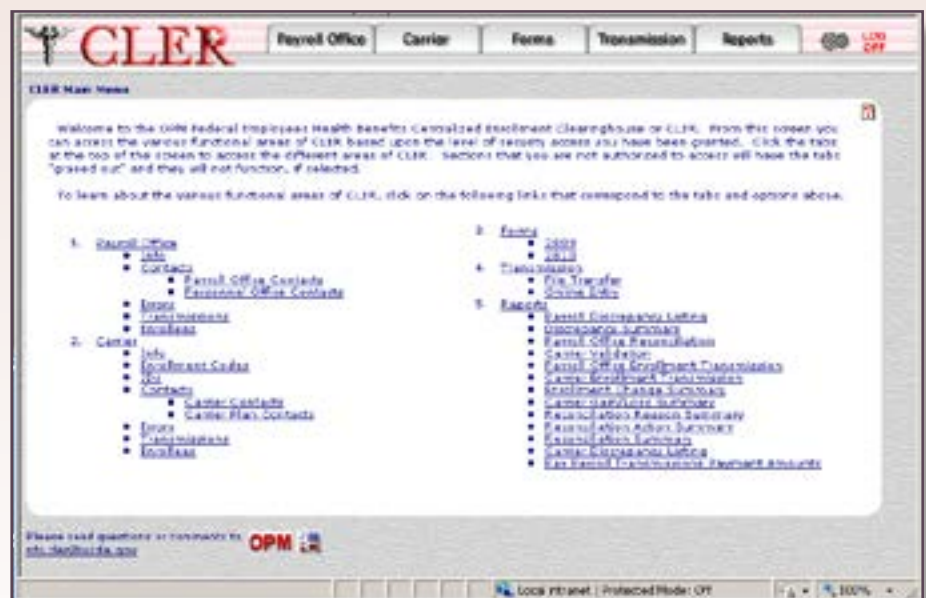 CLER
Payroll Office
Carrier
Forms
Transmission
Reports
LOG OFF
CLER Main Menu
Welcome to the OPM Federal Employees Health Benefits Centralized Enrollment Clearinghouse or CLER. From this screen you
can access the various functional areas of CLER based upon the level of security access you have been granted. Click the tabs
at the top of the screen to access the different areas of CLER. Sections that you are not authorized to access will have the tabs
"grayed out" and they will not function, if selected.
To learn about the various functional areas of CLER, click on the following links that correspond to the tabs and options above.
1. Payroll Office
Info
Contacts
Payroll Office Contacts
Personnel Office Contacts
Errors
Transmissions
Enrollees
2. Carrier
Info
Enrollment Codes
Contacts
Carrier Contacts
Carrier Plan Contacts
Errors
Transmissions
Enrollees
3. Forms
2809
2810
4. Transmission
File Transfer
Online Entry
5. Reports
Payroll Discrepancy Listing
Discrepancy Summary
Payroll Office Reconciliation
Carrier Validation
Payroll Office Enrollment Transmission
Carrier Enrollment Transmission
Enrollment Change Summary
Carrier Gain/Loss Summary
Reconciliation Reason Summary
Reconciliation Action Summary
Reconciliation Summary
Carrier Discrepancy Listing
Payroll Transmissions Payment Amounts
Please send questions or comments to
OPM
Local intranet | Protected Mode: Off
100%